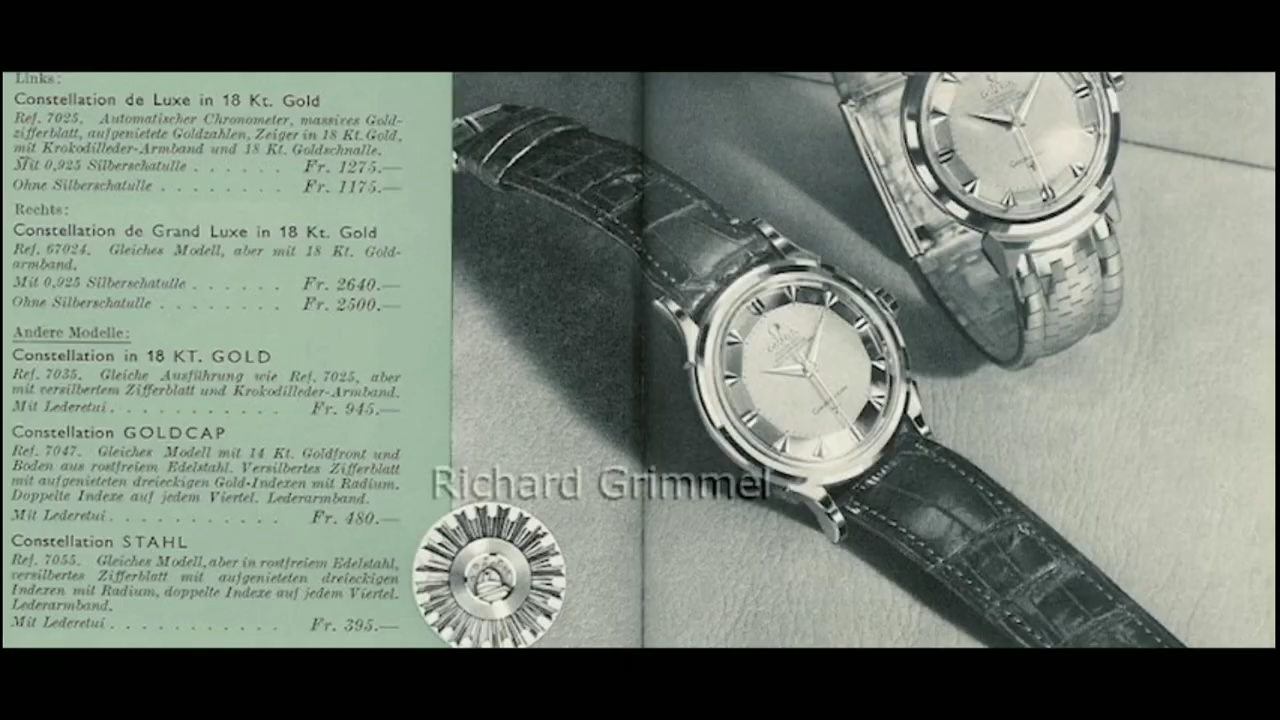 Links:
Constellation de Luxe in 18 Kt. Gold
Ref. 7025. Automatischer Chronometer, massives Gold-
zifferblatt, aufgenietete Goldzahlen, Zeiger in 18 Kt. Gold,
mit Krokodilleder-Armband und 18 Kt. Goldschnalle.
Mit 0,925 Silberschatulle . . . . . . . Fr. 1275.—
Ohne Silberschatulle . . . . . . . . . Fr. 1175.—
Rechts:
Constellation de Grand Luxe in 18 Kt. Gold
Ref. 67024. Gleiches Modell, aber mit 18 Kt. Gold-
armband.
Mit 0,925 Silberschatulle . . . . . . . Fr. 2640.—
Ohne Silberschatulle . . . . . . . . . Fr. 2500.—
Andere Modelle:
Constellation in 18 KT. GOLD
Ref. 7035. Gleiche Ausführung wie Ref. 7025, aber
mit versilbertem Zifferblatt und Krokodilleder-Armband.
Mit Lederetui . . . . . . . . . . . . Fr. 945.—
Constellation GOLDCAP
Ref. 7047. Gleiches Modell mit 14 Kt. Goldfront und
Boden aus rostfreiem Edelstahl. Versilbertes Zifferblatt
mit aufgenieteten dreieckigen Gold-Indexen mit Radium.
Doppelte Indexe auf jedem Viertel. Lederarmband.
Mit Lederetui . . . . . . . . . . . . Fr. 480.—
Constellation STAHL
Ref. 7055. Gleiches Modell, aber in rostfreiem Edelstahl,
versilbertes Zifferblatt mit aufgenieteten dreieckigen
Indexen mit Radium, doppelte Indexe auf jedem Viertel.
Lederarmband.
Mit Lederetui . . . . . . . . . . . . Fr. 395.—
Richard Grimmel
OMEGA